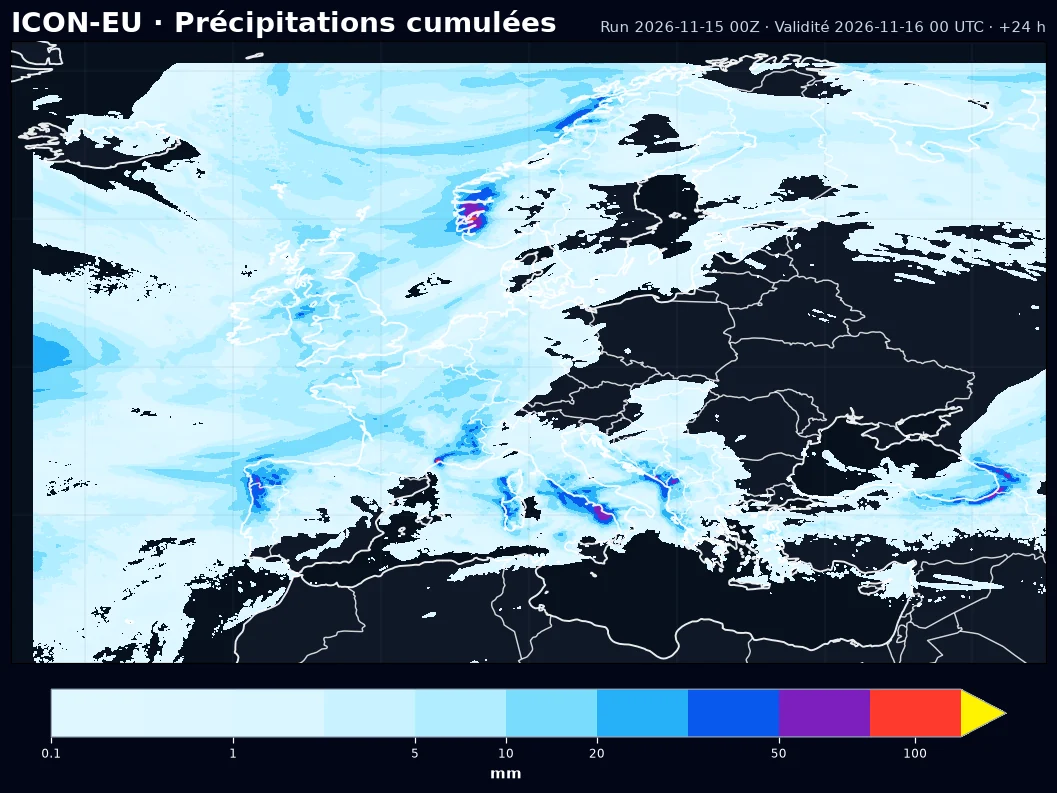 ICON-EU · Précipitations cumulées
Run 2026-11-15 00Z · Validité 2026-11-16 00 UTC · +24 h
0.1 1 5 10 20 50 100
mm